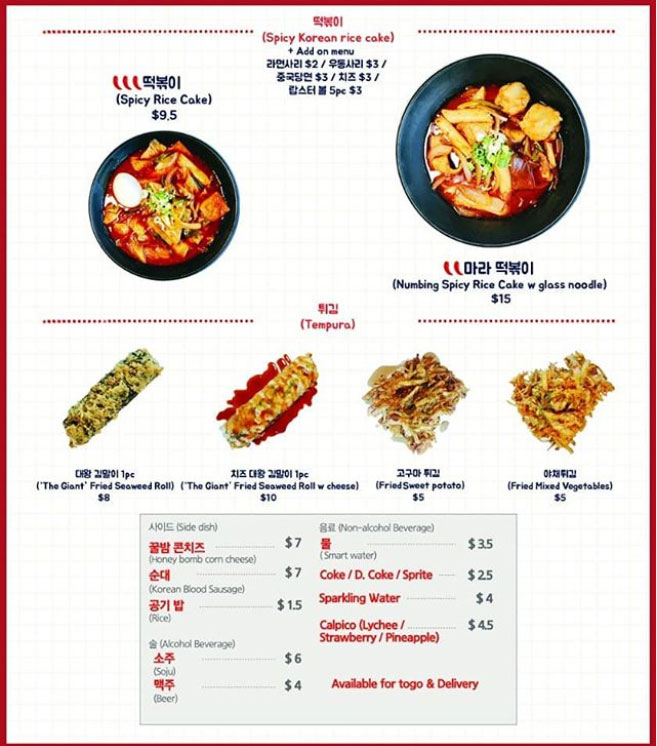 떡볶이
(Spicy Korean rice cake)
+ Add on menu
라면사리 $2 / 우동사리 $3 /
중국당면 $3 / 치즈 $3 /
랍스터 볼 5pc $3
떡볶이
(Spicy Rice Cake)
$9.5
마라 떡볶이
(Numbing Spicy Rice Cake w glass noodle)
$15
튀김
(Tempura)
대왕 김말이 1pc
('The Giant' Fried Seaweed Roll)
$8
치즈 대왕 김말이 1pc
('The Giant' Fried Seaweed Roll w cheese)
$10
고구마 튀김
(Fried Sweet potato)
$5
야채튀김
(Fried Mixed Vegetables)
$5
사이드 (Side dish)
꿀밤 콘치즈 $7
(Honey bomb corn cheese)
순대 $7
(Korean Blood Sausage)
공기 밥 $1.5
(Rice)
술 (Alcohol Beverage)
소주 $6
(Soju)
맥주 $4
(Beer)
음료 (Non-alcohol Beverage)
물 $3.5
(Smart water)
Coke / D. Coke / Sprite $2.5
Sparkling Water $4
Calpico (Lychee / $4.5
Strawberry / Pineapple)
Available for togo & Delivery